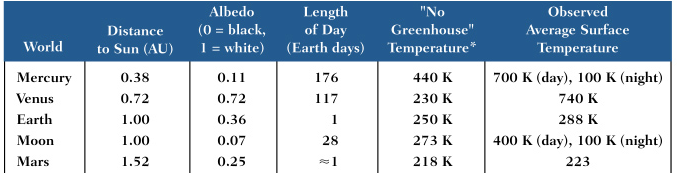 World Distance to Sun (AU) Albedo (0 = black, 1 = white) Length of Day (Earth days) "No Greenhouse" Temperature* Observed Average Surface Temperature
Mercury 0.38 0.11 176 440 K 700 K (day), 100 K (night)
Venus 0.72 0.72 117 230 K 740 K
Earth 1.00 0.36 1 250 K 288 K
Moon 1.00 0.07 28 273 K 400 K (day), 100 K (night)
Mars 1.52 0.25 ≈1 218 K 223